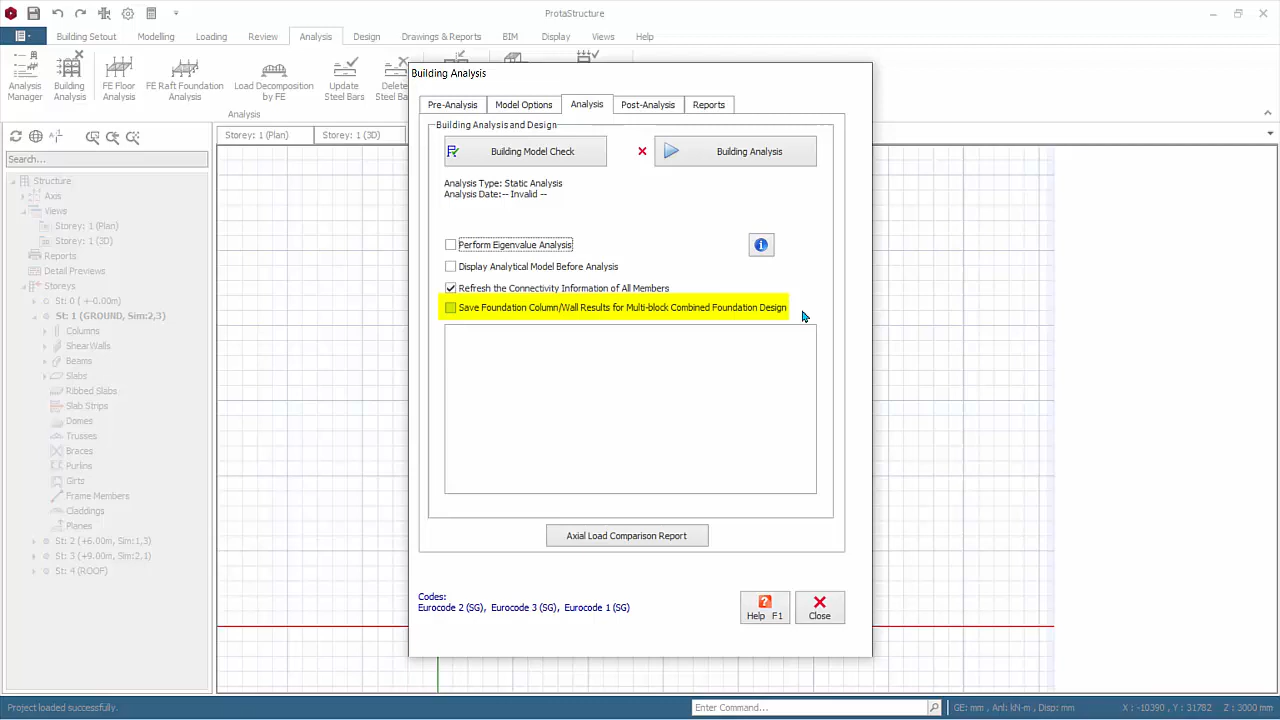 ProtaStructure
Building Setout
Modelling
Loading
Review
Analysis
Design
Drawings & Reports
BIM
Display
Views
Help
Analysis Manager
Building Analysis
FE Floor Analysis
FE Raft Foundation Analysis
Load Decomposition by FE
Update Steel Bars
Delete Steel Ba
Analysis
Search...
Structure
Axis
Views
Storey: 1 (Plan)
Storey: 1 (3D)
Reports
Detail Previews
Storeys
St: 0 ( +-0.00m)
St: 1 (GROUND, Sim:2,3)
Columns
ShearWalls
Beams
Slabs
Ribbed Slabs
Slab Strips
Domes
Trusses
Braces
Purlins
Girts
Frame Members
Claddings
Planes
St: 2 (+6.00m, Sim:1,3)
St: 3 (+9.00m, Sim:2,1)
St: 4 (ROOF)
Storey: 1 (Plan)
Storey: 1 (3D)
Building Analysis
Pre-Analysis
Model Options
Analysis
Post-Analysis
Reports
Building Analysis and Design
Building Model Check
Building Analysis
Analysis Type: Static Analysis
Analysis Date:-- Invalid --
Perform Eigenvalue Analysis
Display Analytical Model Before Analysis
Refresh the Connectivity Information of All Members
Save Foundation Column/Wall Results for Multi-block Combined Foundation Design
Axial Load Comparison Report
Codes:
Eurocode 2 (SG), Eurocode 3 (SG), Eurocode 1 (SG)
Help F1
Close
Project loaded successfully.
Enter Command...
GE: mm , Anl: kN-m , Disp: mm
X : -10390 , Y : 31782
Z : 3000 mm